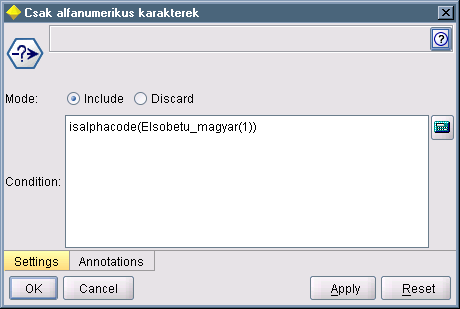 Csak alfanumerikus karakterek
Mode: Include Discard
isalphacode(Elsobetu_magyar(1))
Condition:
Settings Annotations
OK Cancel Apply Reset